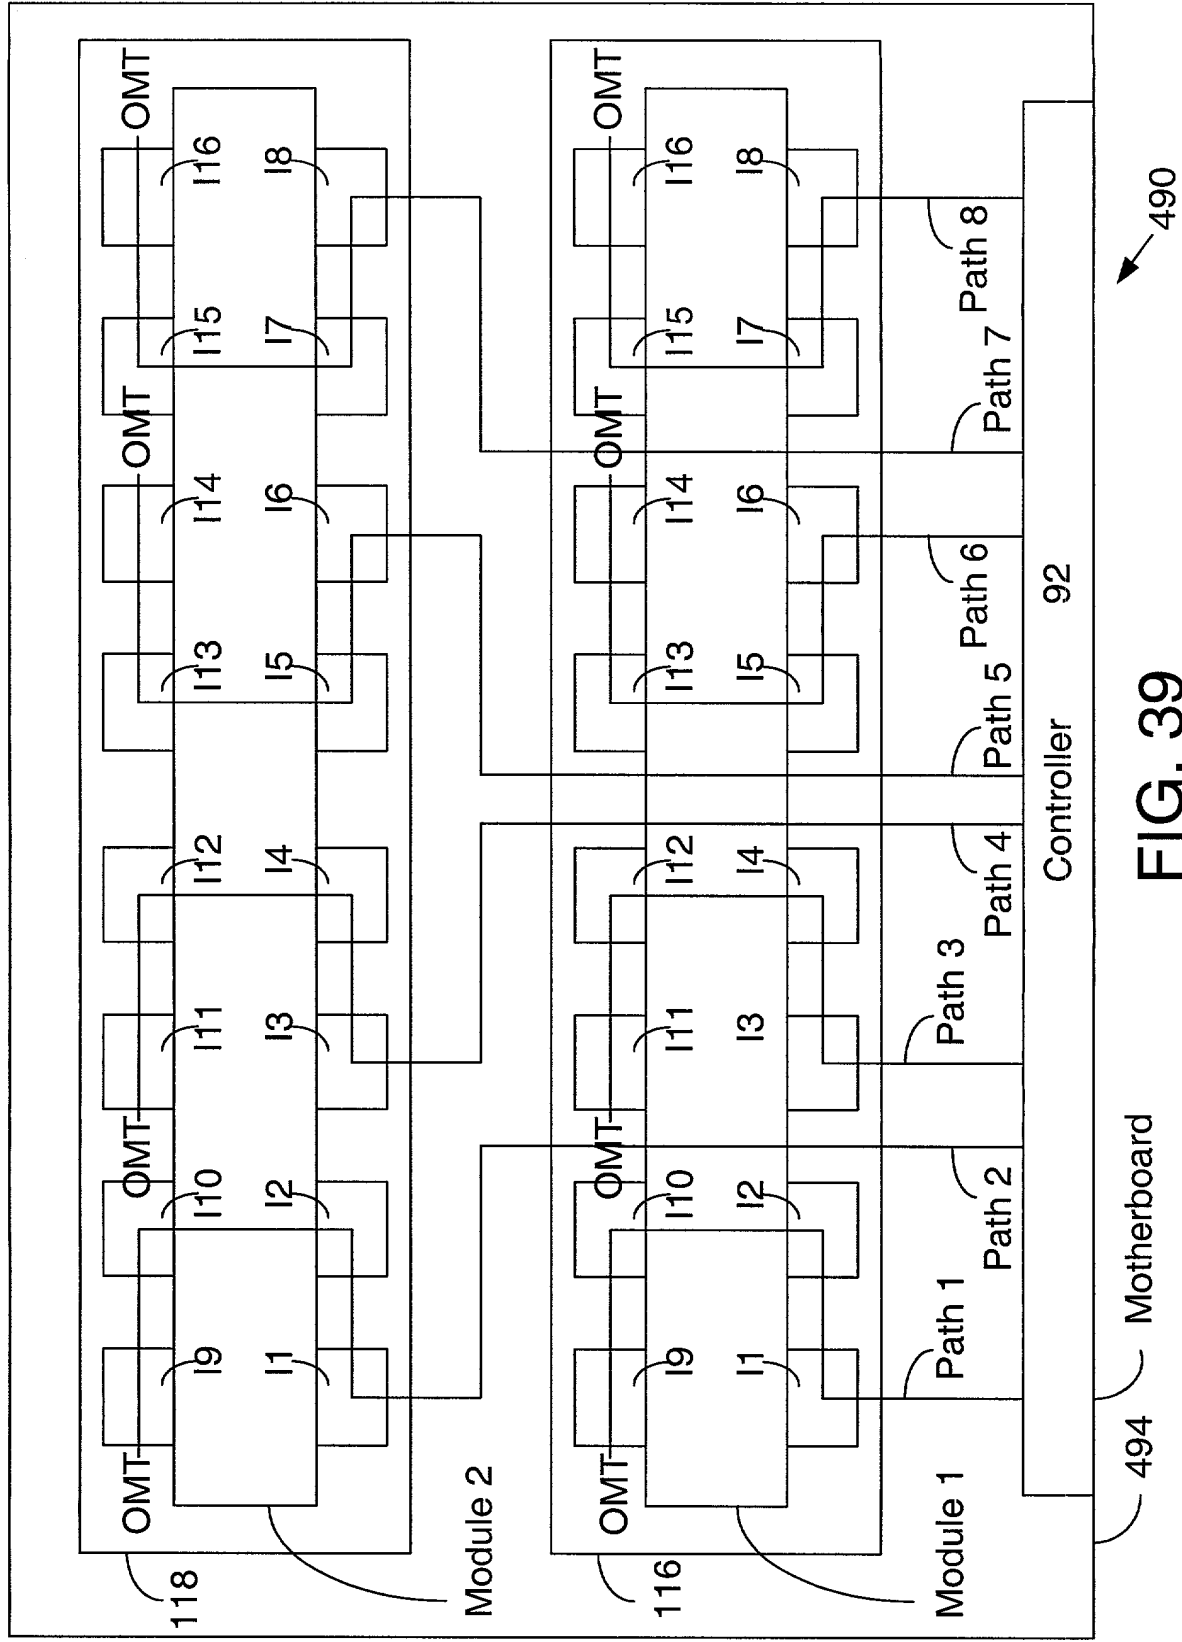 118
OMT
OMT
OMT
OMT
I9
I10
I11
I12
I13
I14
I15
I16
I1
I2
I3
I4
I5
I6
I7
I8
Module 2
116
OMT
OMT
OMT
OMT
I9
I10
I11
I12
I13
I14
I15
I16
I1
I2
I3
I4
I5
I6
I7
I8
Module 1
Path 1
Path 2
Path 3
Path 4
Path 5
Path 6
Path 7
Path 8
Controller 92
494
Motherboard
490
FIG. 39